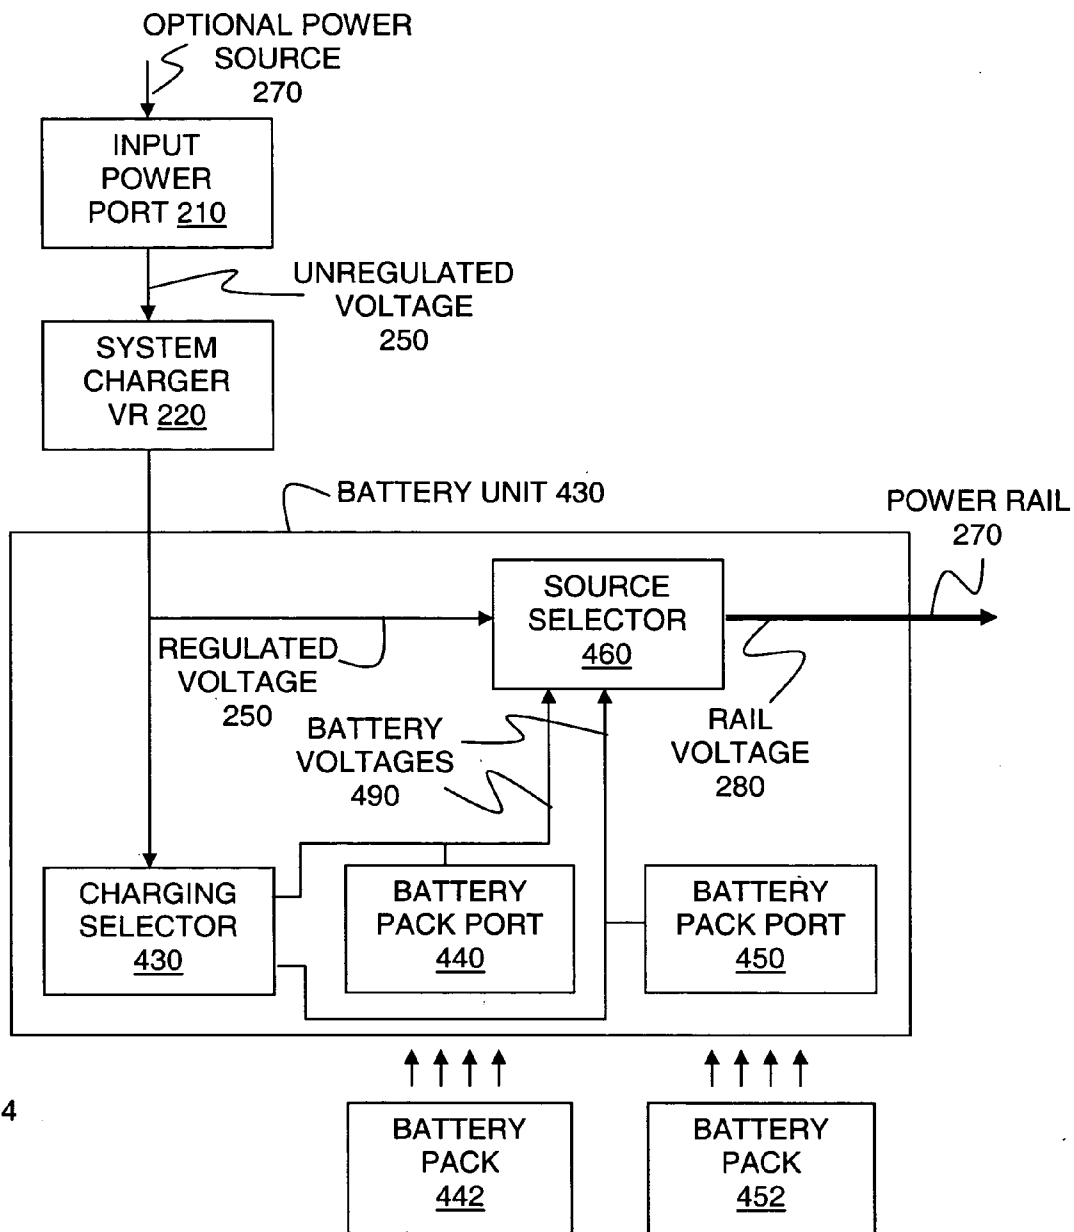 OPTIONAL POWER
SOURCE
270
INPUT
POWER
PORT 210
UNREGULATED
VOLTAGE
250
SYSTEM
CHARGER
VR 220
BATTERY UNIT 430
POWER RAIL
270
SOURCE
SELECTOR
460
REGULATED
VOLTAGE
250
BATTERY
VOLTAGES
490
RAIL
VOLTAGE
280
CHARGING
SELECTOR
430
BATTERY
PACK PORT
440
BATTERY
PACK PORT
450
4
BATTERY
PACK
442
BATTERY
PACK
452